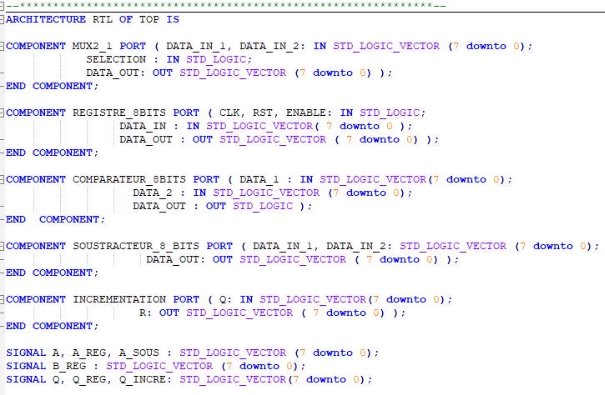 --**********************************************************--
ARCHITECTURE RTL OF TOP IS
COMPONENT MUX2_1 PORT ( DATA_IN_1, DATA_IN_2: IN STD_LOGIC_VECTOR (7 downto 0);
SELECTION : IN STD_LOGIC;
DATA_OUT: OUT STD_LOGIC_VECTOR (7 downto 0) );
END COMPONENT;
COMPONENT REGISTRE_8BITS PORT ( CLK, RST, ENABLE: IN STD_LOGIC;
DATA_IN : IN STD_LOGIC_VECTOR( 7 downto 0 );
DATA_OUT : OUT STD_LOGIC_VECTOR ( 7 downto 0 ) );
END COMPONENT;
COMPONENT COMPARATEUR_8BITS PORT ( DATA_1 : IN STD_LOGIC_VECTOR(7 downto 0);
DATA_2 : IN STD_LOGIC_VECTOR (7 downto 0);
DATA_OUT : OUT STD_LOGIC );
END COMPONENT;
COMPONENT SOUSTRACTEUR_8_BITS PORT ( DATA_IN_1, DATA_IN_2: STD_LOGIC_VECTOR (7 downto 0);
DATA_OUT: OUT STD_LOGIC_VECTOR ( 7 downto 0) );
END COMPONENT;
COMPONENT INCREMENTATION PORT ( Q: IN STD_LOGIC_VECTOR(7 downto 0);
R: OUT STD_LOGIC_VECTOR ( 7 downto 0) );
END COMPONENT;
SIGNAL A, A_REG, A_SOUS : STD_LOGIC_VECTOR (7 downto 0);
SIGNAL B_REG : STD_LOGIC_VECTOR (7 downto 0);
SIGNAL Q, Q_REG, Q_INCRE: STD_LOGIC_VECTOR(7 downto 0);